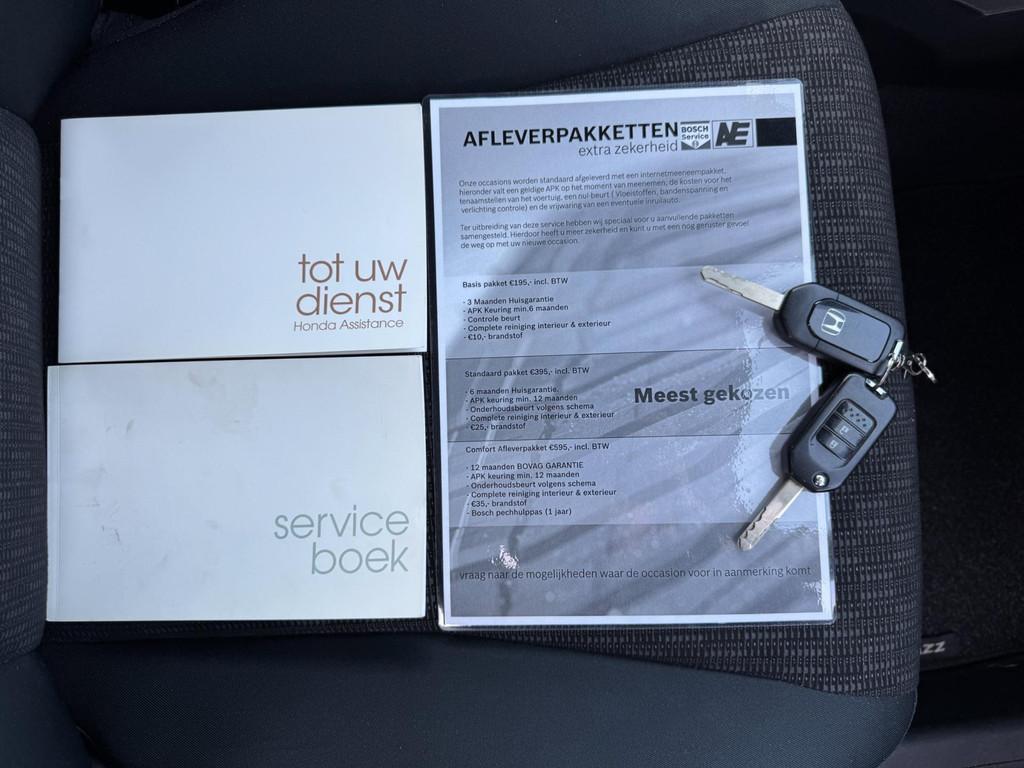 tot uw
dienst
Honda Assistance
service
boek
AFLEVERPAKKETTEN
extra zekerheid
BOSCH
Service
AE
Onze occasions worden standaard afgeleverd met een internetmeeneempakket,
hieronder valt een geldige APK op het moment van meenemen, de kosten voor het
tenaamstellen van het voertuig, een nul-beurt ( Vloeistoffen, bandenspanning en
verlichting controle) en de vrijwaring van een eventuele inruilauto.
Ter uitbreiding van deze service hebben wij speciaal voor u aanvullende pakketten
samengesteld. Hierdoor heeft u meer zekerheid en kunt u met een nog geruster gevoel
de weg op met uw nieuwe occasion.
Basis pakket €195,- incl. BTW
- 3 Maanden Huisgarantie
- APK Keuring min.6 maanden
- Controle beurt
- Complete reiniging interieur & exterieur
- €10,- brandstof
Standaard pakket €395,- incl. BTW
- 6 maanden Huisgarantie.
- APK keuring min. 12 maanden
- Onderhoudsbeurt volgens schema
- Complete reiniging interieur & exterieur
- €25,- brandstof
Meest gekozen
Comfort Afleverpakket €595,- incl. BTW
- 12 maanden BOVAG GARANTIE
- APK keuring min. 12 maanden
- Onderhoudsbeurt volgens schema
- Complete reiniging interieur & exterieur
- €35,- brandstof
- Bosch pechhulppas (1 jaar)
vraag naar de mogelijkheden waar de occasion voor in aanmerking komt